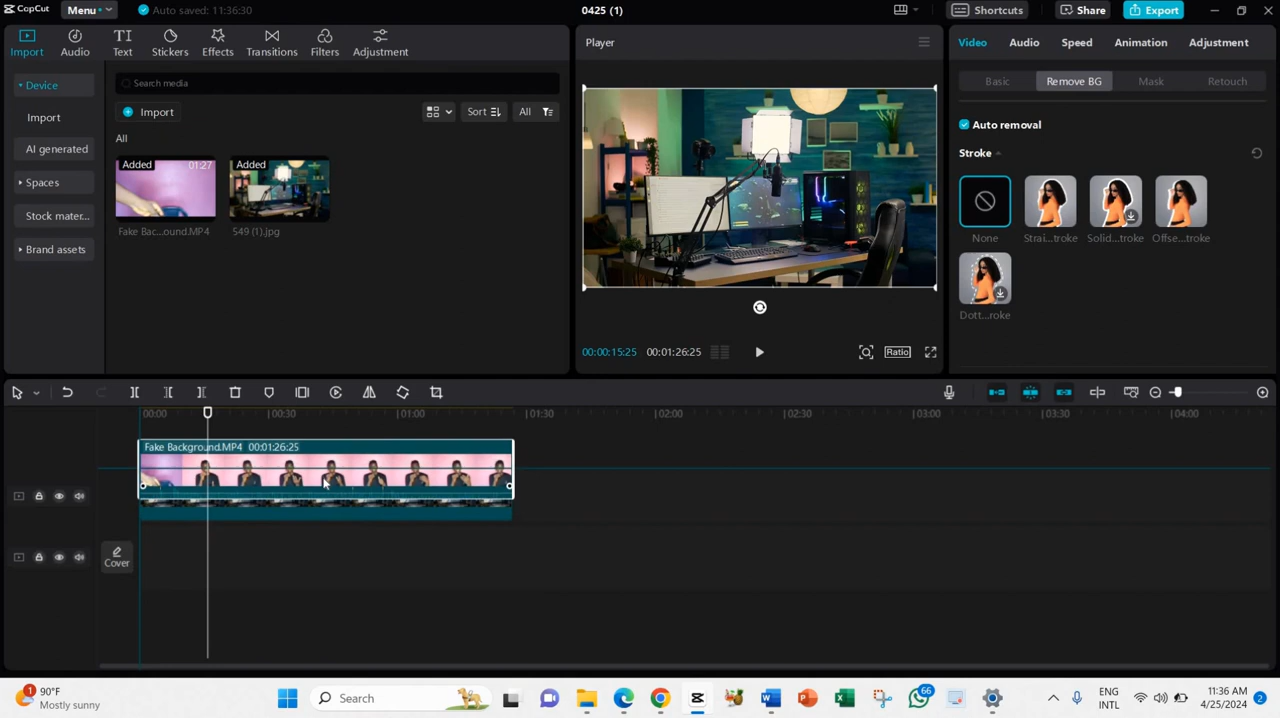 CapCut
Menu
Auto saved: 11:36:30
0425 (1)
Shortcuts
Share
Export
Import
Audio
Text
Stickers
Effects
Transitions
Filters
Adjustment
Device
Import
AI generated
Spaces
Stock mater...
Brand assets
Search media
Import
Sort
All
All
Added
01:27
Fake Bac...ound.MP4
Added
549 (1).jpg
Player
00:00:15:25
00:01:26:25
Ratio
Video
Audio
Speed
Animation
Adjustment
Basic
Remove BG
Mask
Retouch
Auto removal
Stroke
None
Strai...troke
Solid...troke
Offse...troke
Dott...roke
00:00
00:30
01:00
01:30
02:00
02:30
03:00
03:30
04:00
Fake Background.MP4 00:01:26:25
Cover
1
90°F
Mostly sunny
Search
66
ENG
INTL
11:36 AM
4/25/2024
2